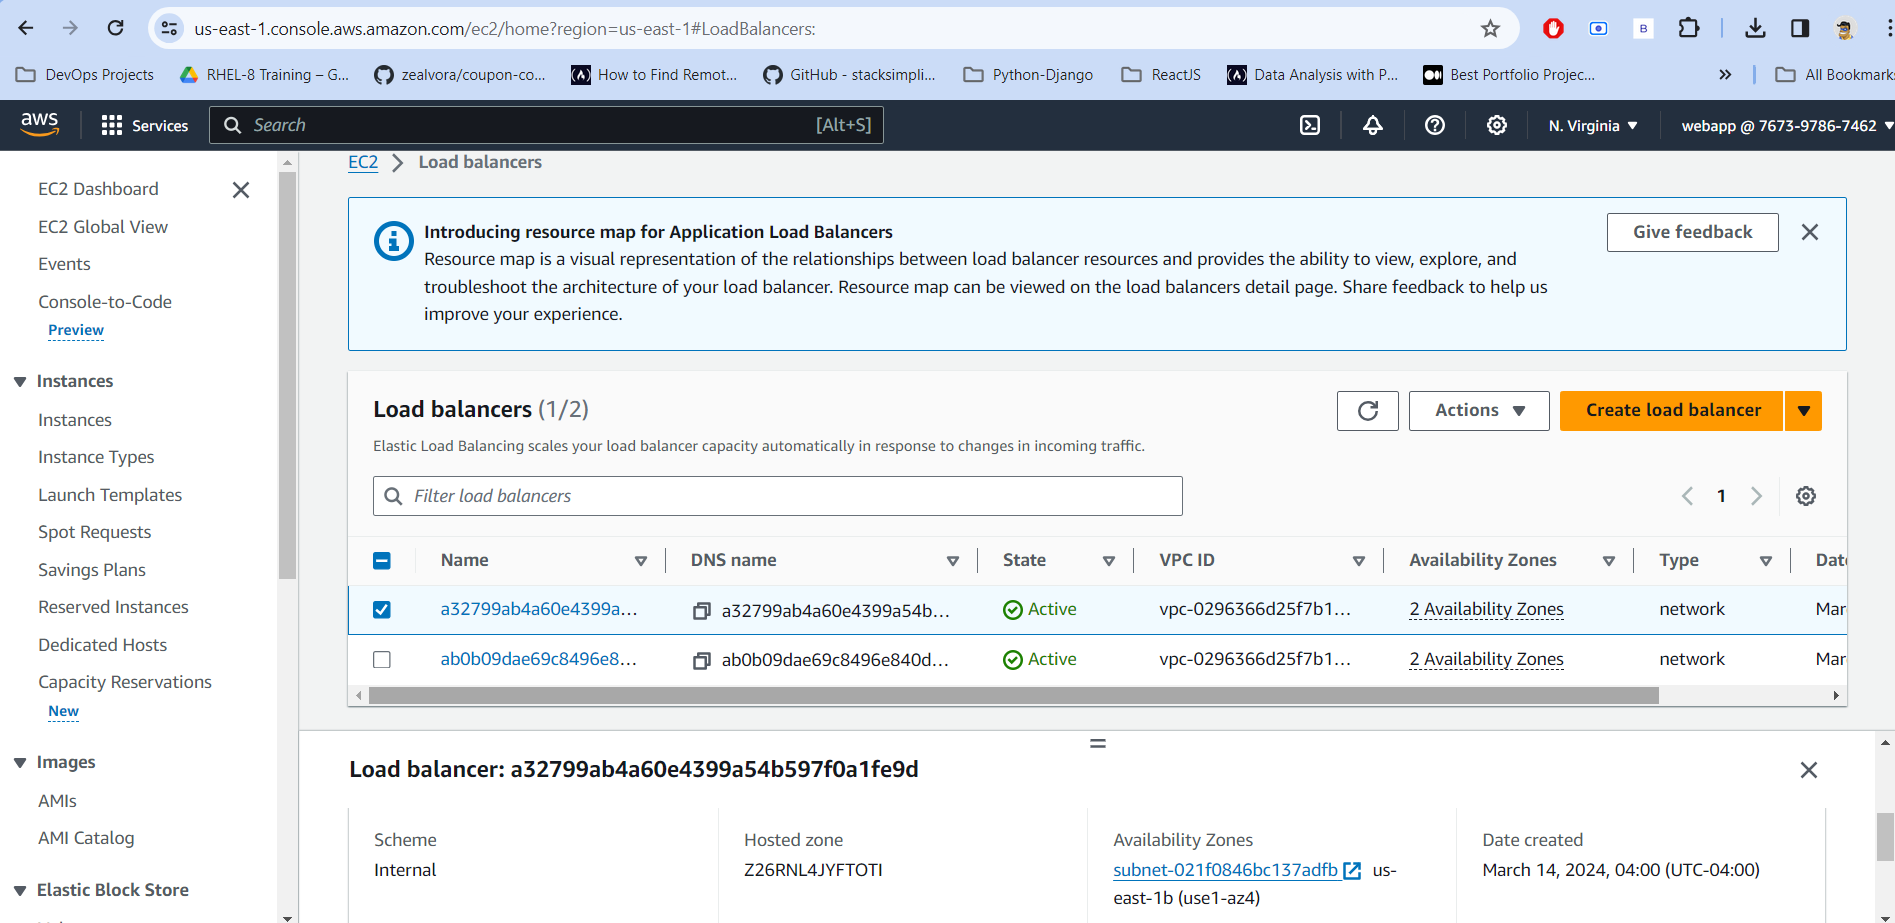 us-east-1.console.aws.amazon.com/ec2/home?region=us-east-1#LoadBalancers:
DevOps Projects RHEL-8 Training – G... zealvora/coupon-co... How to Find Remot... GitHub - stacksimpli... Python-Django ReactJS Data Analysis with P... Best Portfolio Projec... » All Bookmarks
aws Services Search [Alt+S] N. Virginia webapp @ 7673-9786-7462
EC2 Dashboard
EC2 Global View
Events
Console-to-Code
Preview
Instances
Instances
Instance Types
Launch Templates
Spot Requests
Savings Plans
Reserved Instances
Dedicated Hosts
Capacity Reservations
New
Images
AMIs
AMI Catalog
Elastic Block Store
EC2 Load balancers
Introducing resource map for Application Load Balancers
Resource map is a visual representation of the relationships between load balancer resources and provides the ability to view, explore, and
troubleshoot the architecture of your load balancer. Resource map can be viewed on the load balancers detail page. Share feedback to help us
improve your experience.
Give feedback
Load balancers (1/2)
Actions
Create load balancer
Elastic Load Balancing scales your load balancer capacity automatically in response to changes in incoming traffic.
Filter load balancers
1
Name DNS name State VPC ID Availability Zones Type Dat
a32799ab4a60e4399a... a32799ab4a60e4399a54b... Active vpc-0296366d25f7b1... 2 Availability Zones network Mar
ab0b09dae69c8496e8... ab0b09dae69c8496e840d... Active vpc-0296366d25f7b1... 2 Availability Zones network Mar
Load balancer: a32799ab4a60e4399a54b597f0a1fe9d
Scheme
Internal
Hosted zone
Z26RNL4JYFTOTI
Availability Zones
subnet-021f0846bc137adfb us-
east-1b (use1-az4)
Date created
March 14, 2024, 04:00 (UTC-04:00)